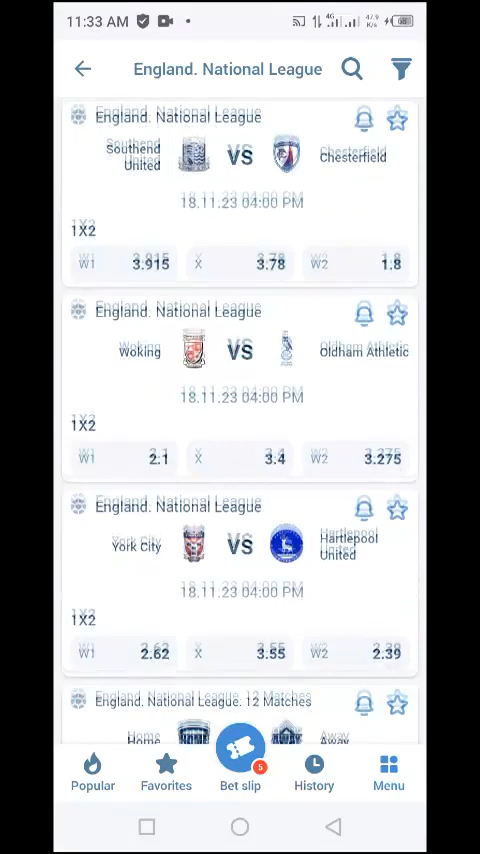 11:33 AM
4G
47.9
K/s
England. National League
England. National League
Southend
United
VS
Chesterfield
18.11.23 04:00 PM
1X2
W1 3.915 X 3.78 W2 1.8
England. National League
Woking
VS
Oldham Athletic
18.11.23 04:00 PM
1X2
W1 2.1 X 3.4 W2 3.275
England. National League
York City
VS
Hartlepool
United
18.11.23 04:00 PM
1X2
W1 2.62 X 3.55 W2 2.39
England. National League. 12 Matches
Home
Away
5
Popular Favorites Bet slip History Menu